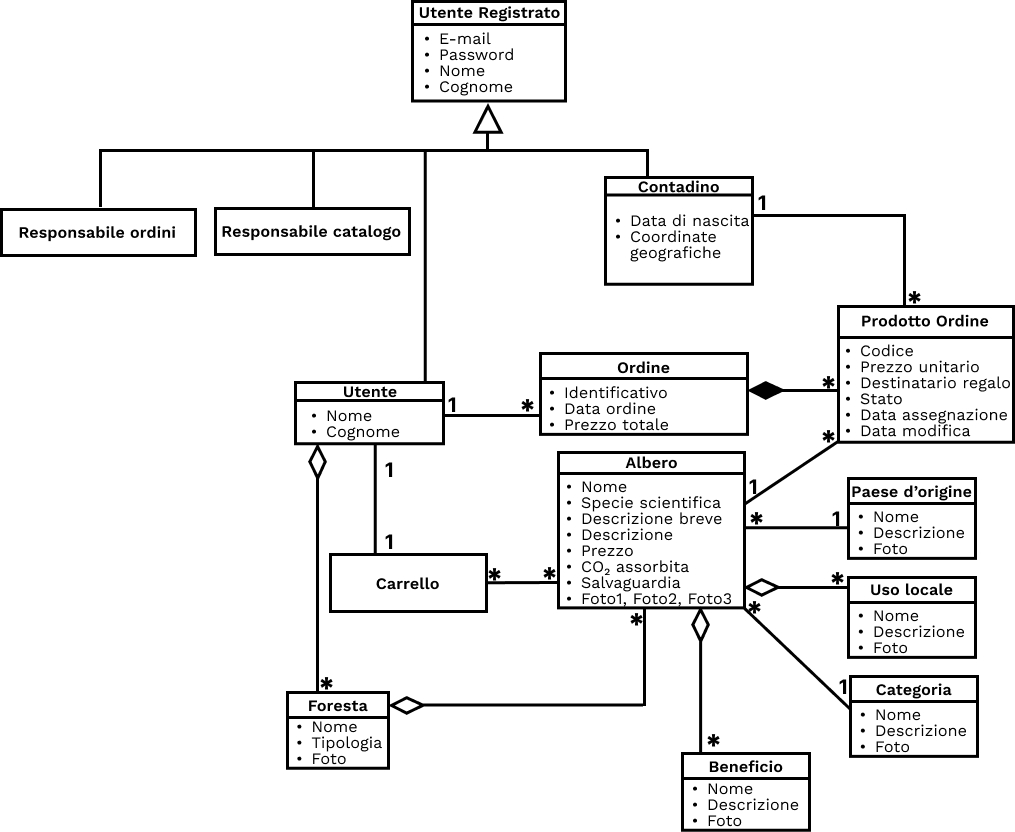 Utente Registrato
• E-mail
• Password
• Nome
• Cognome
Responsabile ordini
Responsabile catalogo
Contadino
• Data di nascita
• Coordinate
geografiche
1
*
Prodotto Ordine
• Codice
• Prezzo unitario
• Destinatario regalo
• Stato
• Data assegnazione
• Data modifica
Utente
• Nome
• Cognome
1
*
Ordine
• Identificativo
• Data ordine
• Prezzo totale
*
*
1
1
1
Carrello
*
*
Albero
• Nome
• Specie scientifica
• Descrizione breve
• Descrizione
• Prezzo
• CO₂ assorbita
• Salvaguardia
• Foto1, Foto2, Foto3
*
1
Paese d’origine
• Nome
• Descrizione
• Foto
*
Uso locale
• Nome
• Descrizione
• Foto
*
1
Categoria
• Nome
• Descrizione
• Foto
*
*
Foresta
• Nome
• Tipologia
• Foto
*
Beneficio
• Nome
• Descrizione
• Foto